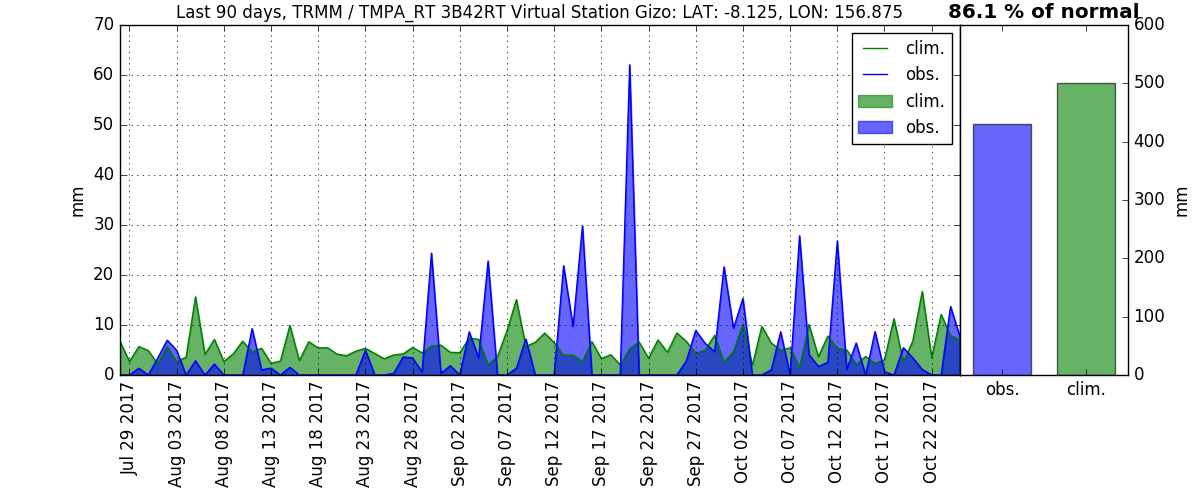 Last 90 days, TRMM / TMPA_RT 3B42RT Virtual Station Gizo: LAT: -8.125, LON: 156.875
86.1 % of normal
70
60
50
40
30
20
10
0
mm
clim.
obs.
clim.
obs.
600
500
400
300
200
100
0
mm
Jul 29 2017
Aug 03 2017
Aug 08 2017
Aug 13 2017
Aug 18 2017
Aug 23 2017
Aug 28 2017
Sep 02 2017
Sep 07 2017
Sep 12 2017
Sep 17 2017
Sep 22 2017
Sep 27 2017
Oct 02 2017
Oct 07 2017
Oct 12 2017
Oct 17 2017
Oct 22 2017
obs.
clim.